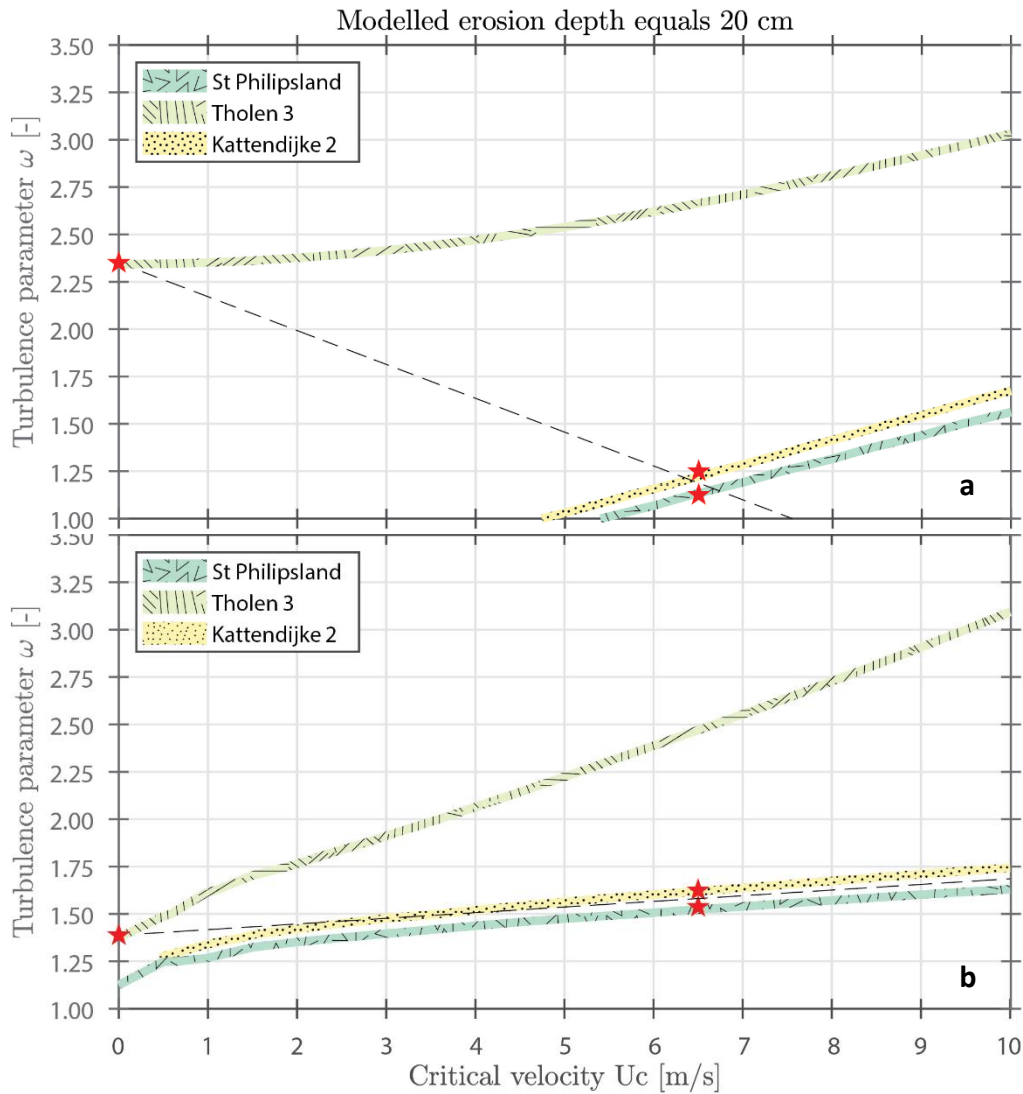 Modelled erosion depth equals 20 cm
Turbulence parameter ω [-]
3.50
3.25
3.00
2.75
2.50
2.25
2.00
1.75
1.50
1.25
1.00
St Philipsland
Tholen 3
Kattendijke 2
a
Turbulence parameter ω [-]
3.50
3.25
3.00
2.75
2.50
2.25
2.00
1.75
1.50
1.25
1.00
St Philipsland
Tholen 3
Kattendijke 2
b
0 1 2 3 4 5 6 7 8 9 10
Critical velocity Uc [m/s]